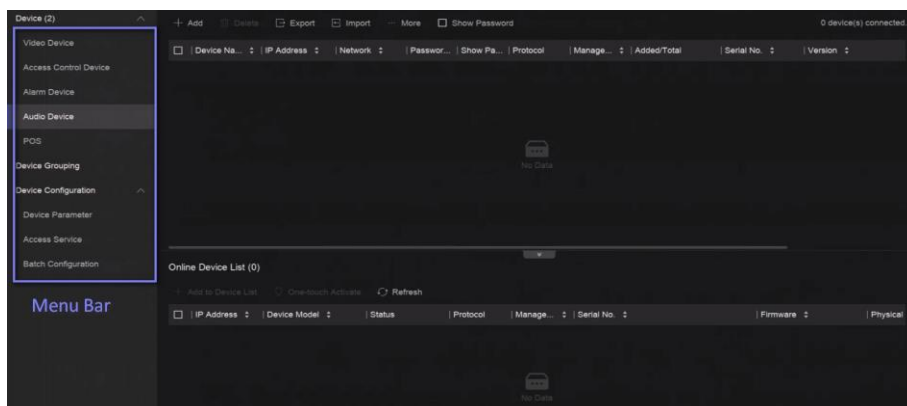 Device (2)
Video Device
Access Control Device
Alarm Device
Audio Device
POS
Device Grouping
Device Configuration
Device Parameter
Access Service
Batch Configuration
Menu Bar
Add Delete Export Import More Show Password 0 device(s) connected.
Device Na... IP Address Network Passwor... Show Pa... Protocol Manage... Added/Total Serial No. Version
No Data
Online Device List (0)
Add to Device List One-touch Activate Refresh
IP Address Device Model Status Protocol Manage... Serial No. Firmware Physical
No Data